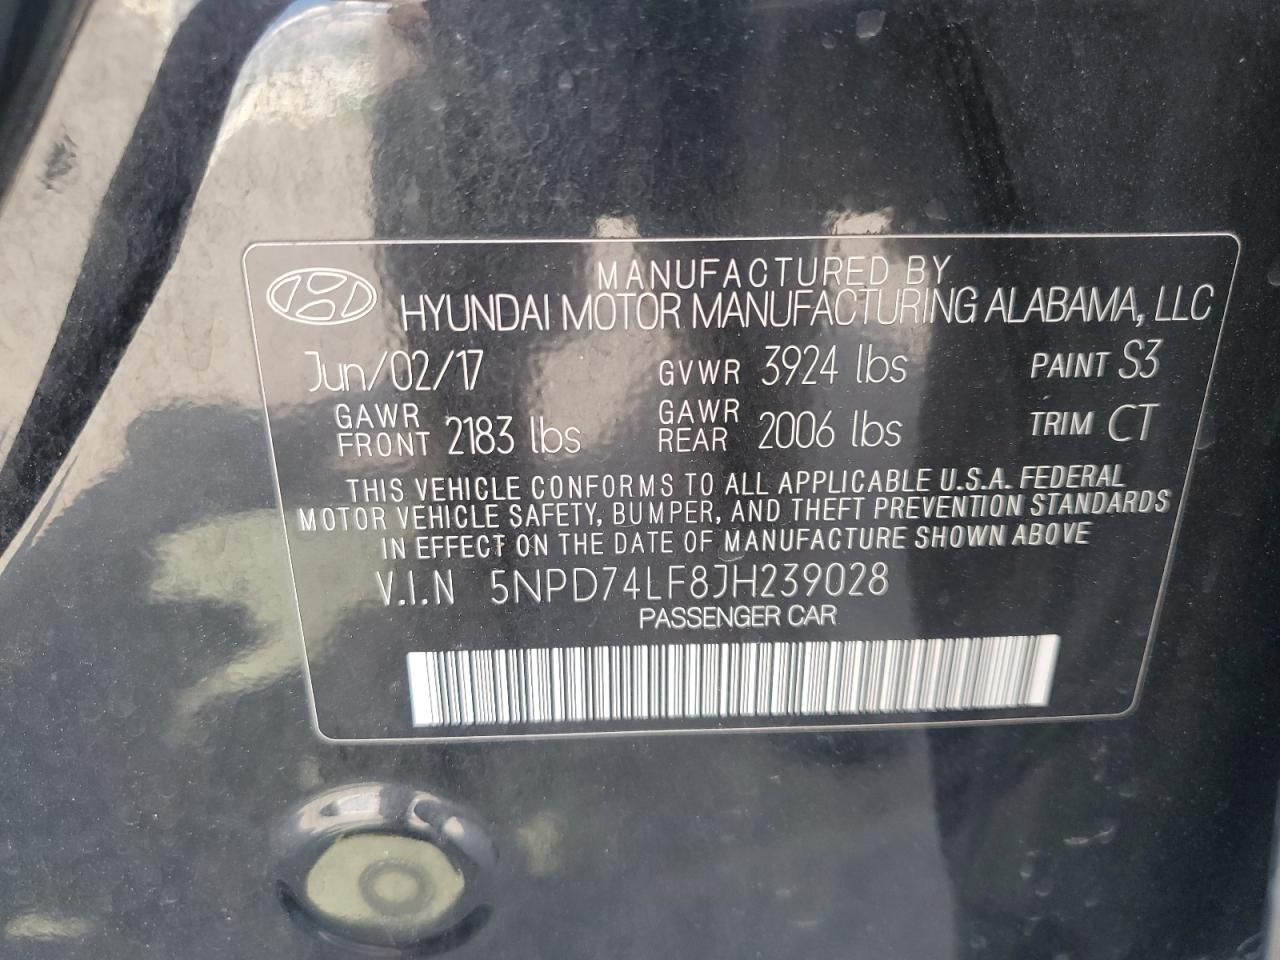 MANUFACTURED BY
HYUNDAI MOTOR MANUFACTURING ALABAMA, LLC
Jun/02/17 GVWR 3924 lbs PAINT S3
GAWR FRONT 2183 lbs GAWR REAR 2006 lbs TRIM CT
THIS VEHICLE CONFORMS TO ALL APPLICABLE U.S.A. FEDERAL
MOTOR VEHICLE SAFETY, BUMPER, AND THEFT PREVENTION STANDARDS
IN EFFECT ON THE DATE OF MANUFACTURE SHOWN ABOVE
V.I.N 5NPD74LF8JH239028
PASSENGER CAR